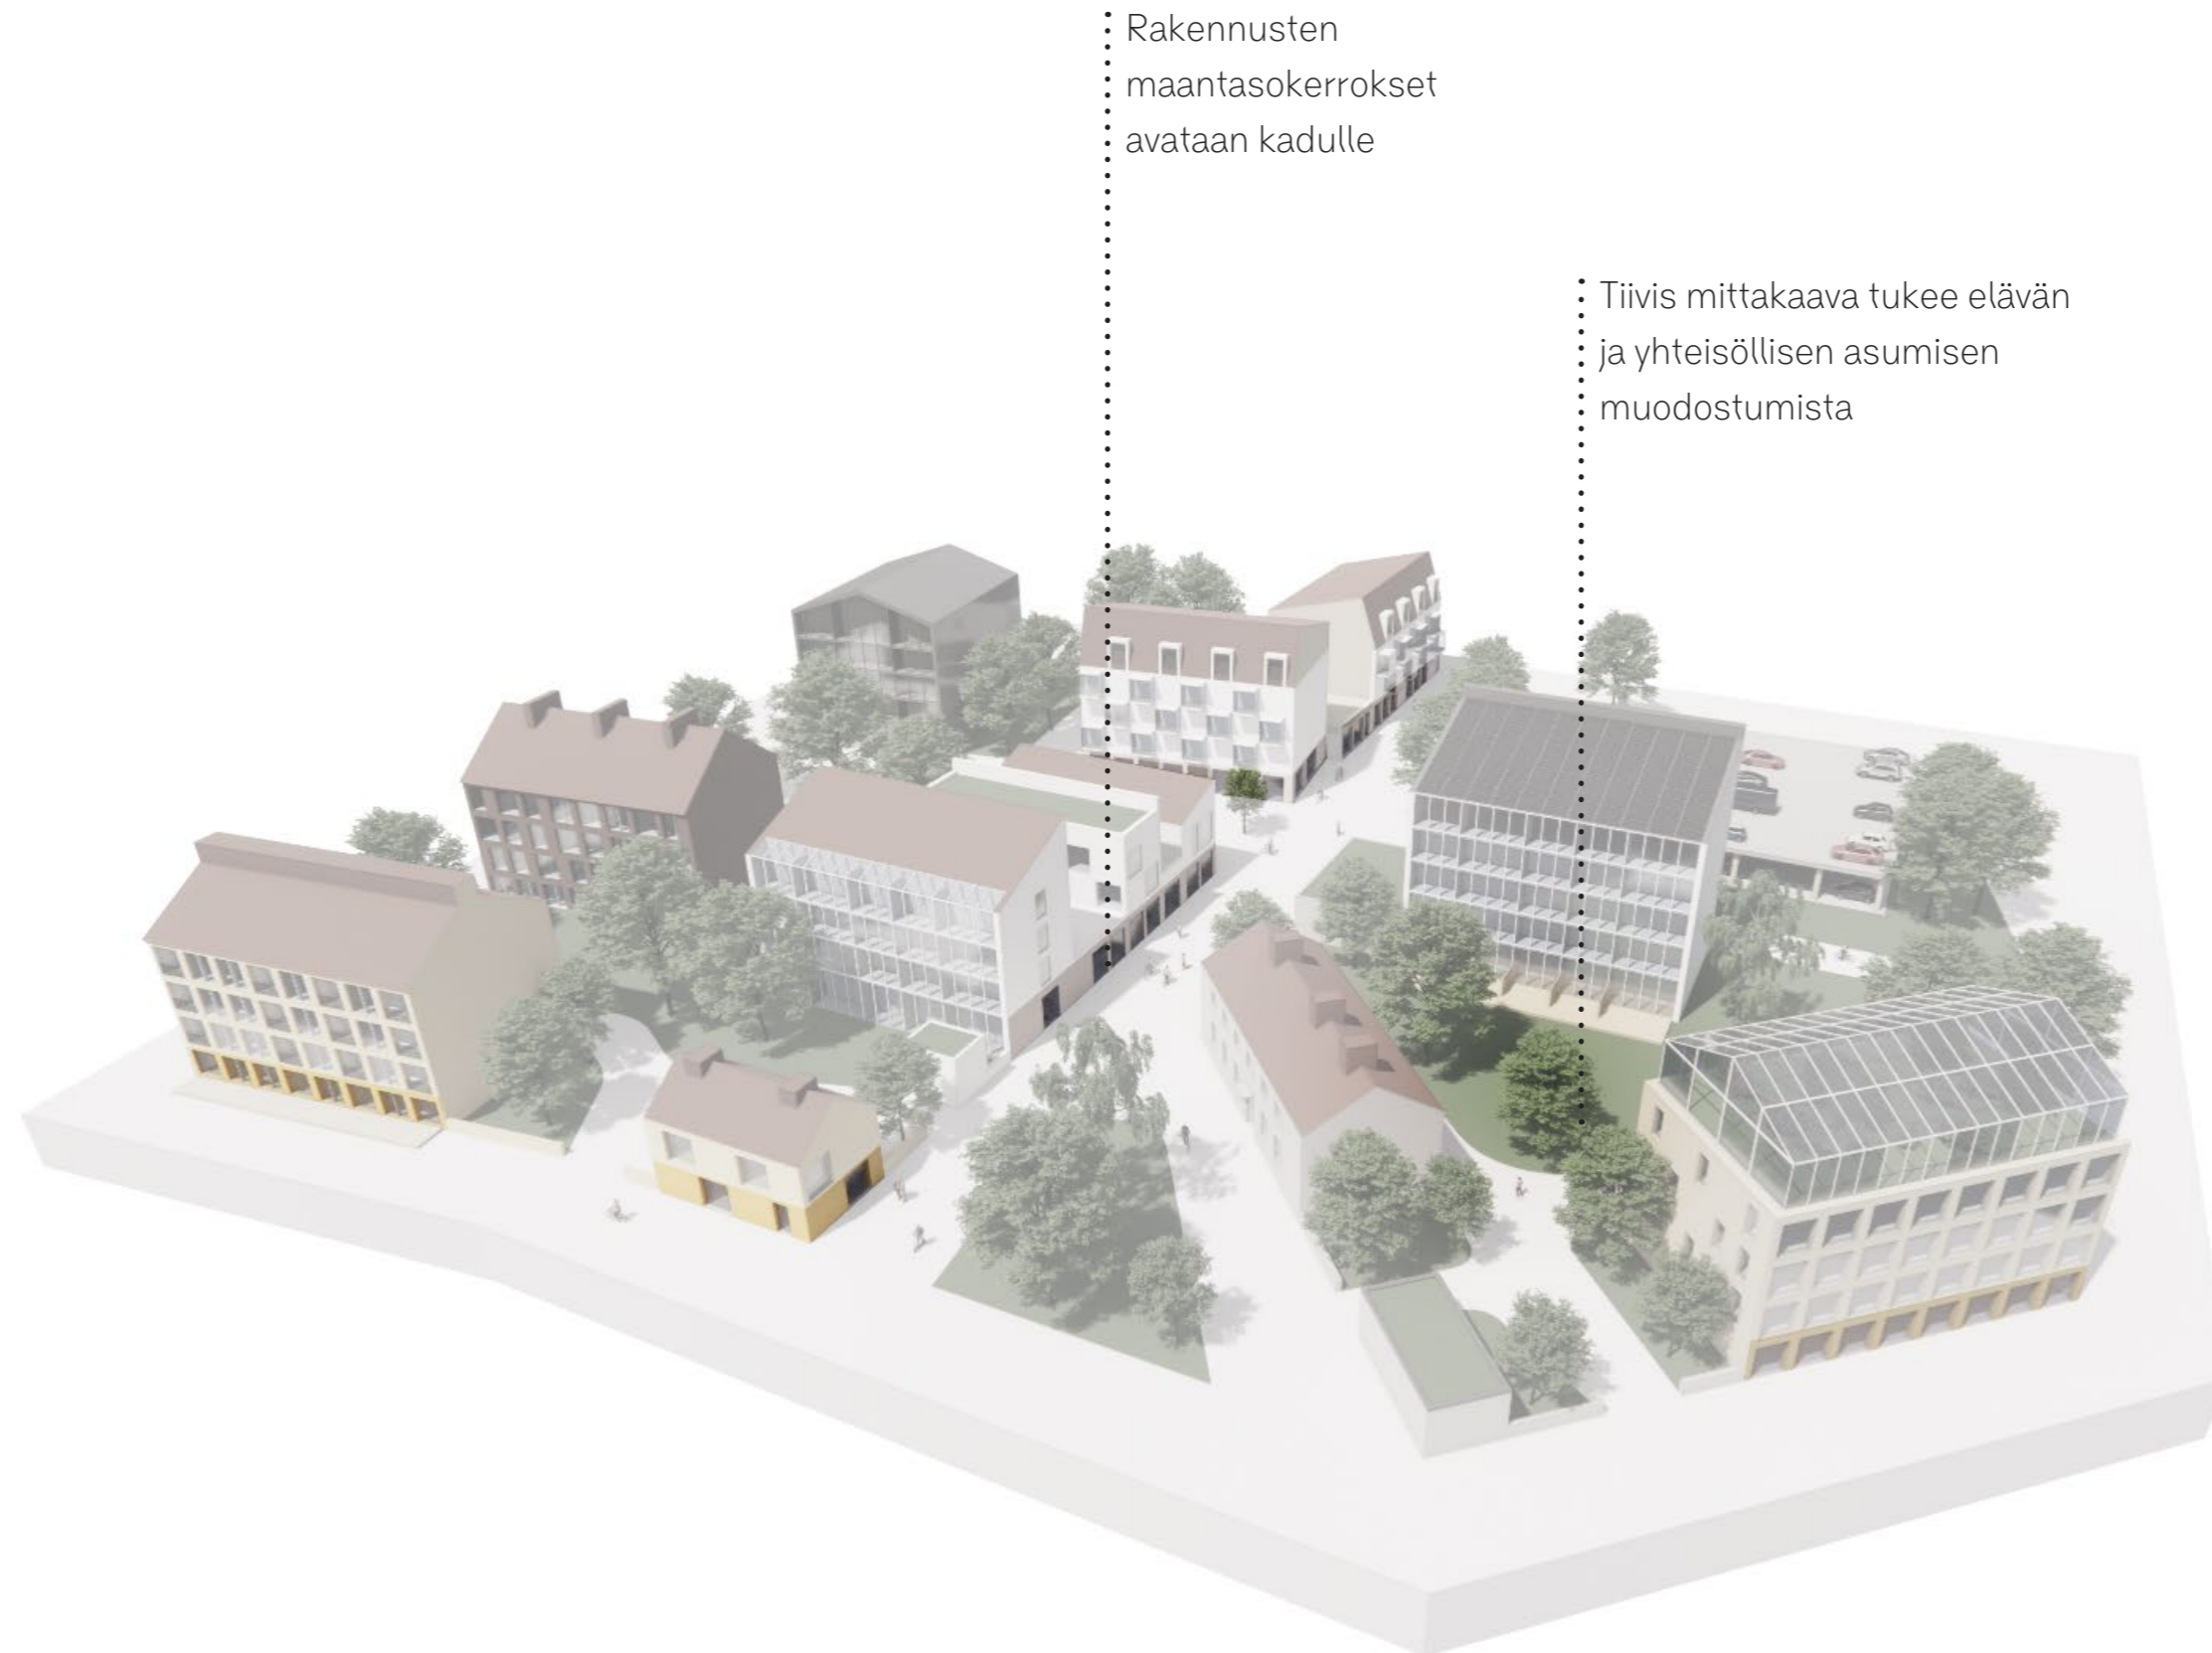 Rakennusten
maantasokerrokset
avataan kadulle
Tiivis mittakaava tukee elävän
ja yhteisöllisen asumisen
muodostumista